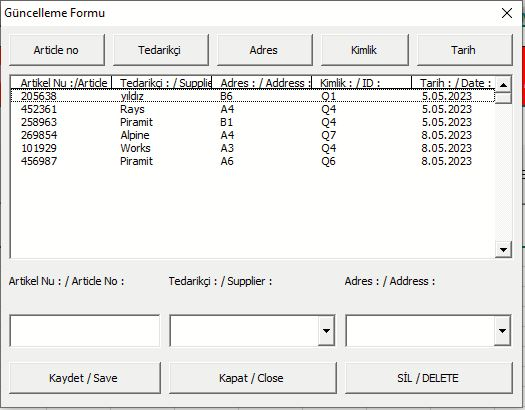 Güncelleme Formu
Article no Tedarikçi Adres Kimlik Tarih
Artikel Nu :/Article Tedarikçi : / Supplie Adres : / Address : Kimlik : / ID : Tarih : / Date :
205638 yıldız B6 Q1 5.05.2023
452361 Rays A4 Q4 5.05.2023
258963 Piramit B1 Q4 5.05.2023
269854 Alpine A4 Q7 8.05.2023
101929 Works A3 Q4 8.05.2023
456987 Piramit A6 Q6 8.05.2023
Artikel Nu : / Article No : Tedarikçi : / Supplier : Adres : / Address :
Kaydet / Save Kapat / Close SİL / DELETE